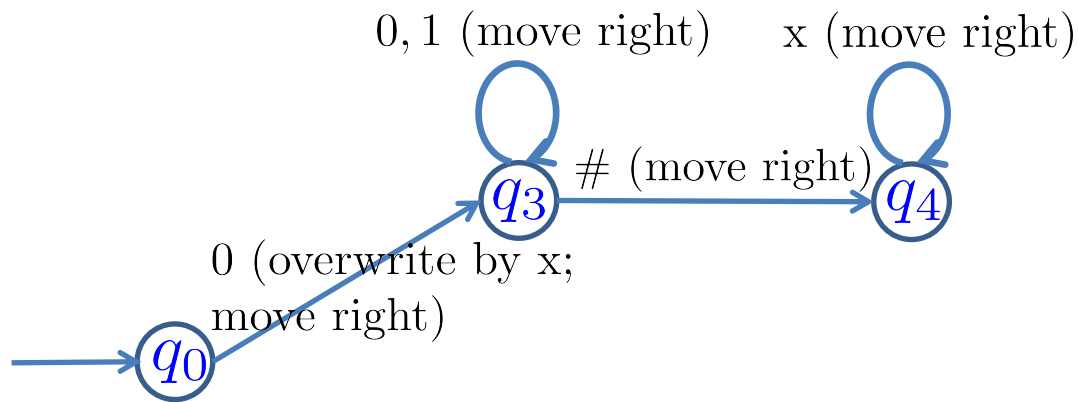 0, 1 (move right)
x (move right)
# (move right)
q3
q4
0 (overwrite by x;
move right)
q0